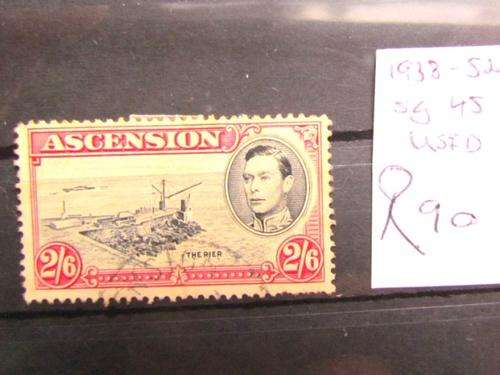 ASCENSION
THE PIER
2/6 2/6
1938-52
sg 45
USED
R90